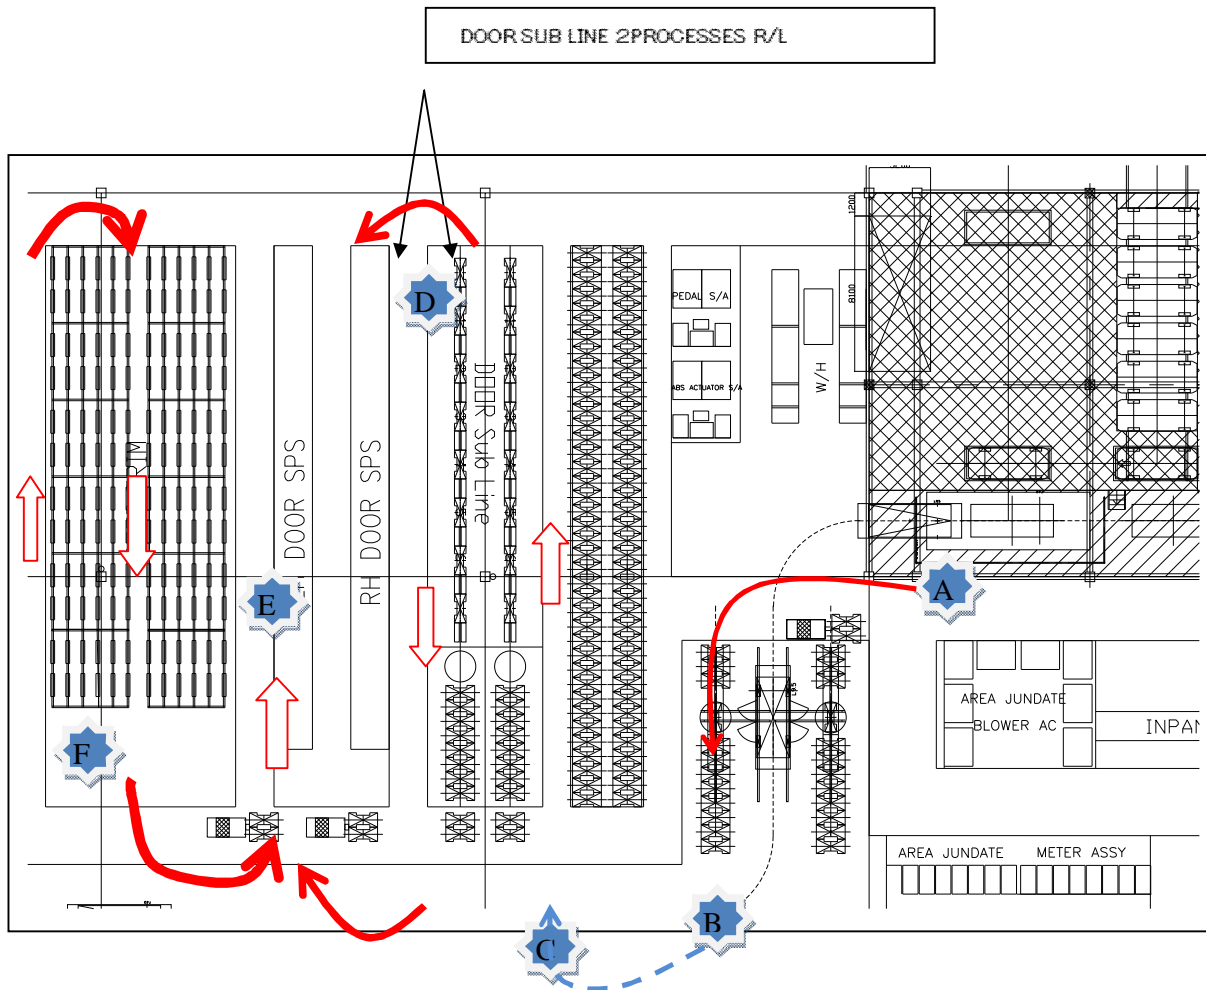 DOOR SUB LINE 2PROCESSES R/L
1200
8100
D
PEDAL S/A
ABS ACTUATOR S/A
W/H
DOOR Sub Line
RH DOOR SPS
DOOR SPS
E
A
F
AREA JUNDATE
BLOWER AC
INPAN
AREA JUNDATE
METER ASSY
B
C